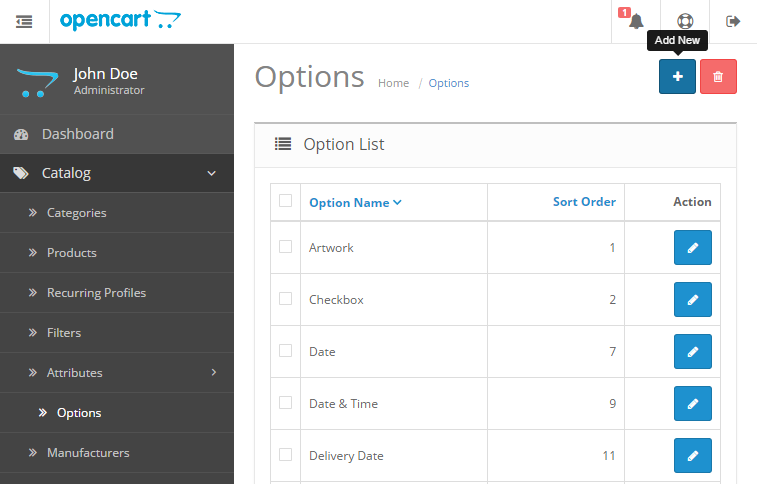 opencart
1
Add New
John Doe
Administrator
Options
Home / Options
Dashboard
Catalog
Categories
Products
Recurring Profiles
Filters
Attributes
Options
Manufacturers
Option List
Option Name Sort Order Action
Artwork 1
Checkbox 2
Date 7
Date & Time 9
Delivery Date 11